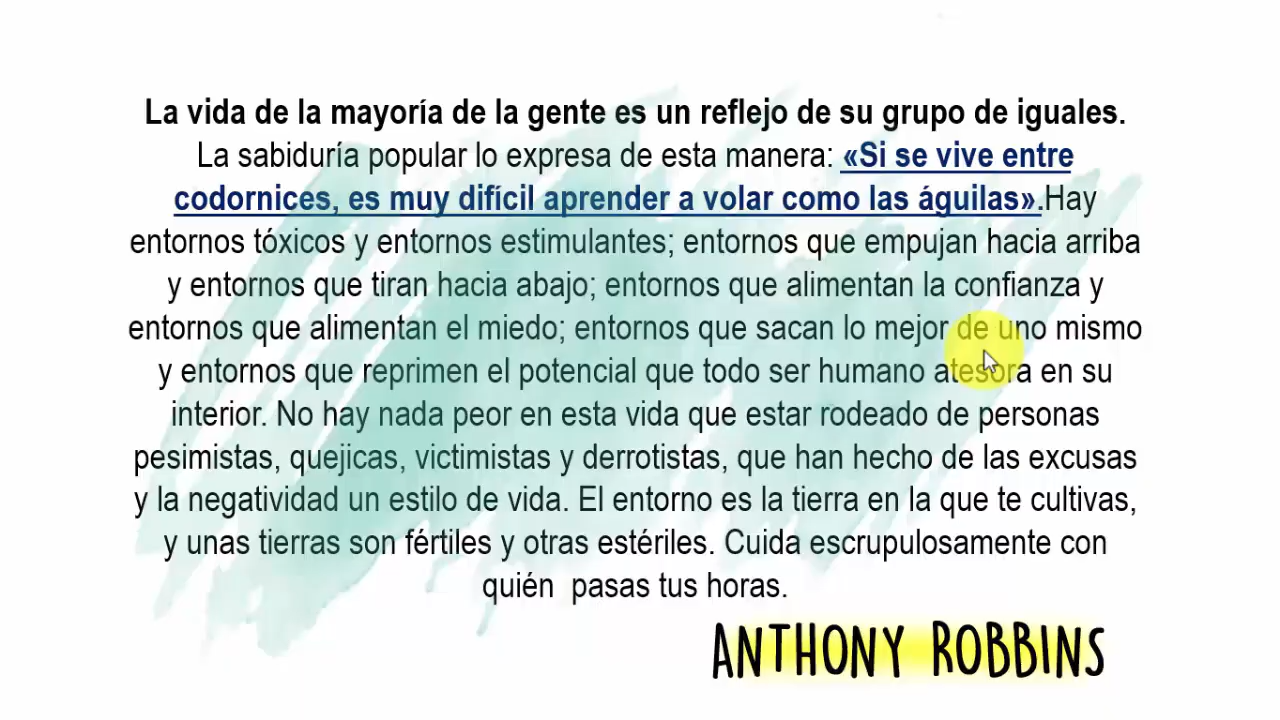 La vida de la mayoría de la gente es un reflejo de su grupo de iguales.
La sabiduría popular lo expresa de esta manera: «Si se vive entre
codornices, es muy difícil aprender a volar como las águilas».Hay
entornos tóxicos y entornos estimulantes; entornos que empujan hacia arriba
y entornos que tiran hacia abajo; entornos que alimentan la confianza y
entornos que alimentan el miedo; entornos que sacan lo mejor de uno mismo
y entornos que reprimen el potencial que todo ser humano atesora en su
interior. No hay nada peor en esta vida que estar rodeado de personas
pesimistas, quejicas, victimistas y derrotistas, que han hecho de las excusas
y la negatividad un estilo de vida. El entorno es la tierra en la que te cultivas,
y unas tierras son fértiles y otras estériles. Cuida escrupulosamente con
quién  pasas tus horas.
ANTHONY ROBBINS